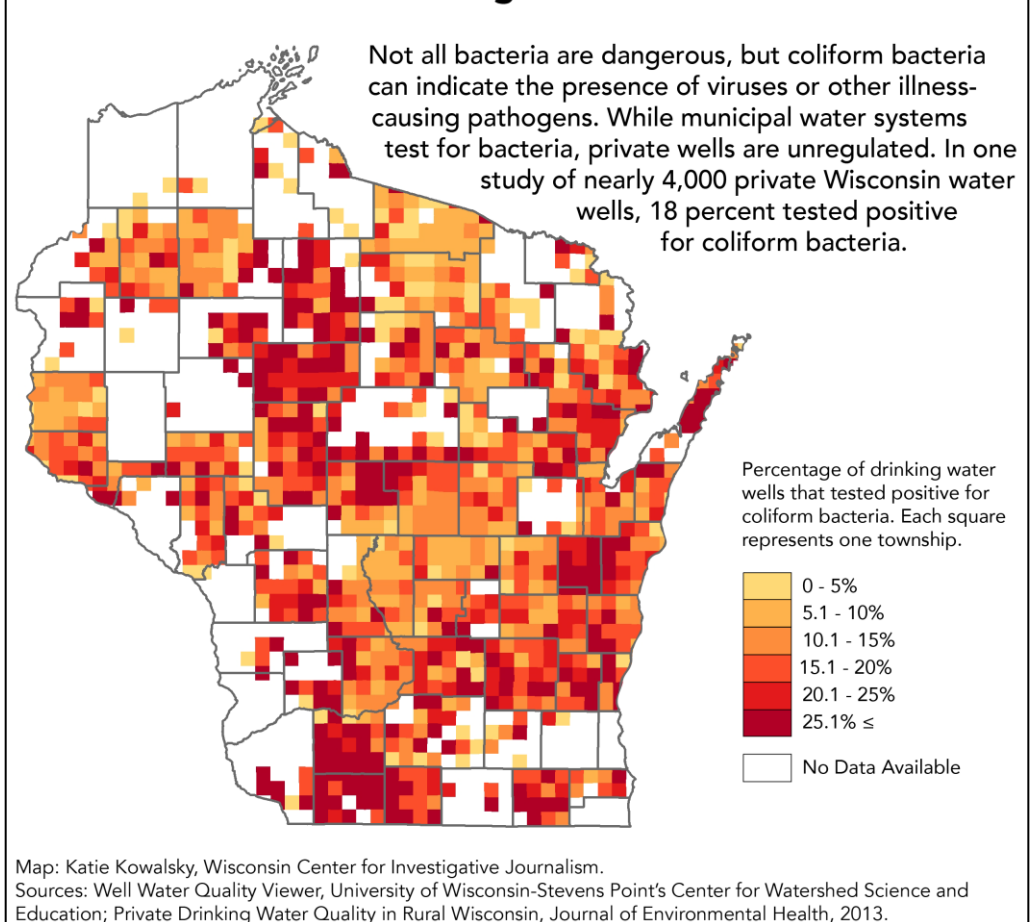 Not all bacteria are dangerous, but coliform bacteria
can indicate the presence of viruses or other illness-
causing pathogens. While municipal water systems
test for bacteria, private wells are unregulated. In one
study of nearly 4,000 private Wisconsin water
wells, 18 percent tested positive
for coliform bacteria.
Percentage of drinking water
wells that tested positive for
coliform bacteria. Each square
represents one township.
0 - 5%
5.1 - 10%
10.1 - 15%
15.1 - 20%
20.1 - 25%
25.1% ≤
No Data Available
Map: Katie Kowalsky, Wisconsin Center for Investigative Journalism.
Sources: Well Water Quality Viewer, University of Wisconsin-Stevens Point's Center for Watershed Science and
Education; Private Drinking Water Quality in Rural Wisconsin, Journal of Environmental Health, 2013.